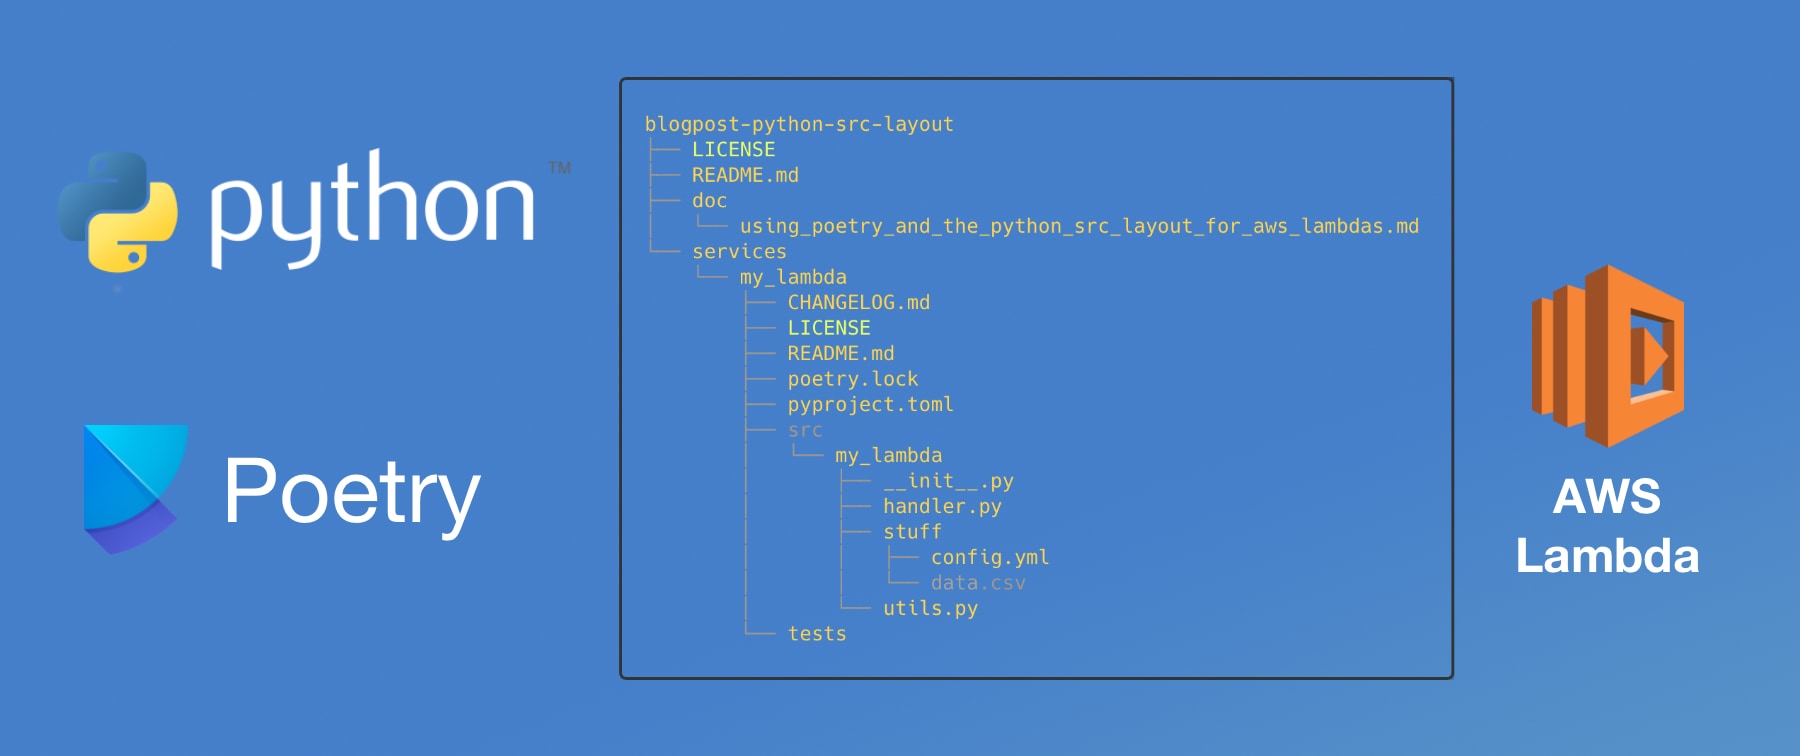 python TM
Poetry
blogpost-python-src-layout
├── LICENSE
├── README.md
├── doc
│   └── using_poetry_and_the_python_src_layout_for_aws_lambdas.md
└── services
    └── my_lambda
        ├── CHANGELOG.md
        ├── LICENSE
        ├── README.md
        ├── poetry.lock
        ├── pyproject.toml
        ├── src
        │   └── my_lambda
        │       ├── __init__.py
        │       ├── handler.py
        │       ├── stuff
        │       │   ├── config.yml
        │       │   └── data.csv
        │       └── utils.py
        └── tests
AWS
Lambda